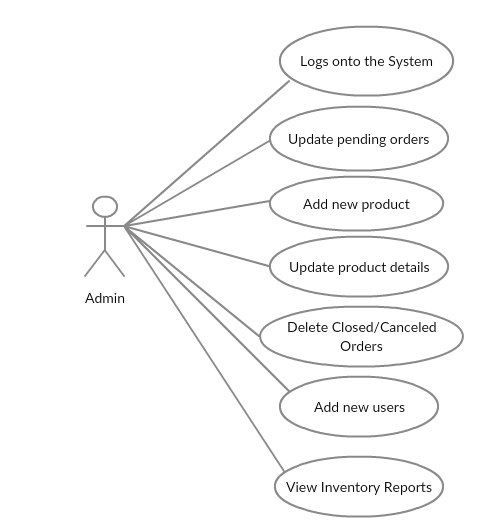 Logs onto the System
Update pending orders
Add new product
Update product details
Admin
Delete Closed/Canceled
Orders
Add new users
View Inventory Reports